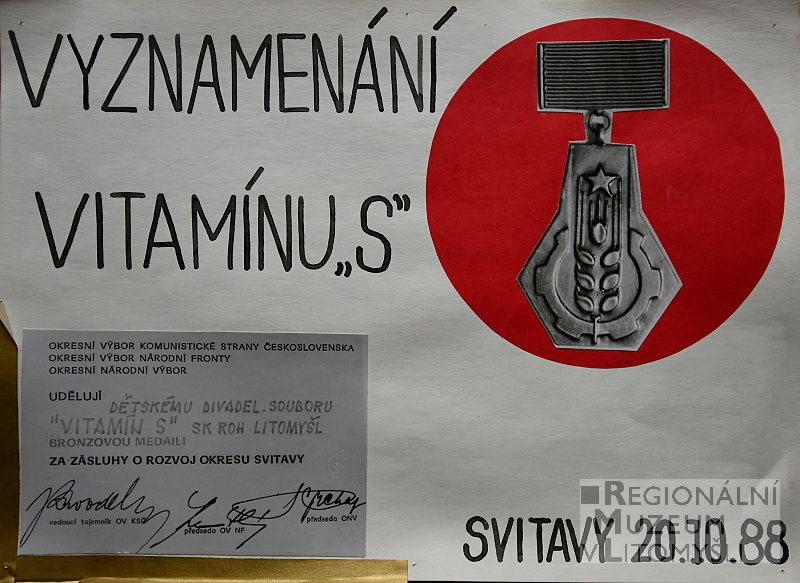 VYZNAMENÁNÍ
VITAMÍNU „S"
OKRESNÍ VÝBOR KOMUNISTICKÉ STRANY ČESKOSLOVENSKA
OKRESNÍ VÝBOR NÁRODNÍ FRONTY
OKRESNÍ NÁRODNÍ VÝBOR
UDĚLUJÍ
DĚTSKÉMU DIVADEL. SOUBORU
"VITAMÍN S" SK ROH LITOMYŠL
BRONZOVOU MEDAILI
ZA ZÁSLUHY O ROZVOJ OKRESU SVITAVY
vedoucí tajemník OV KSČ
předseda OV NF
předseda ONV
SVITAVY 20.10.88
REGIONÁLNÍ
MUZEUM
V LITOMYŠLI